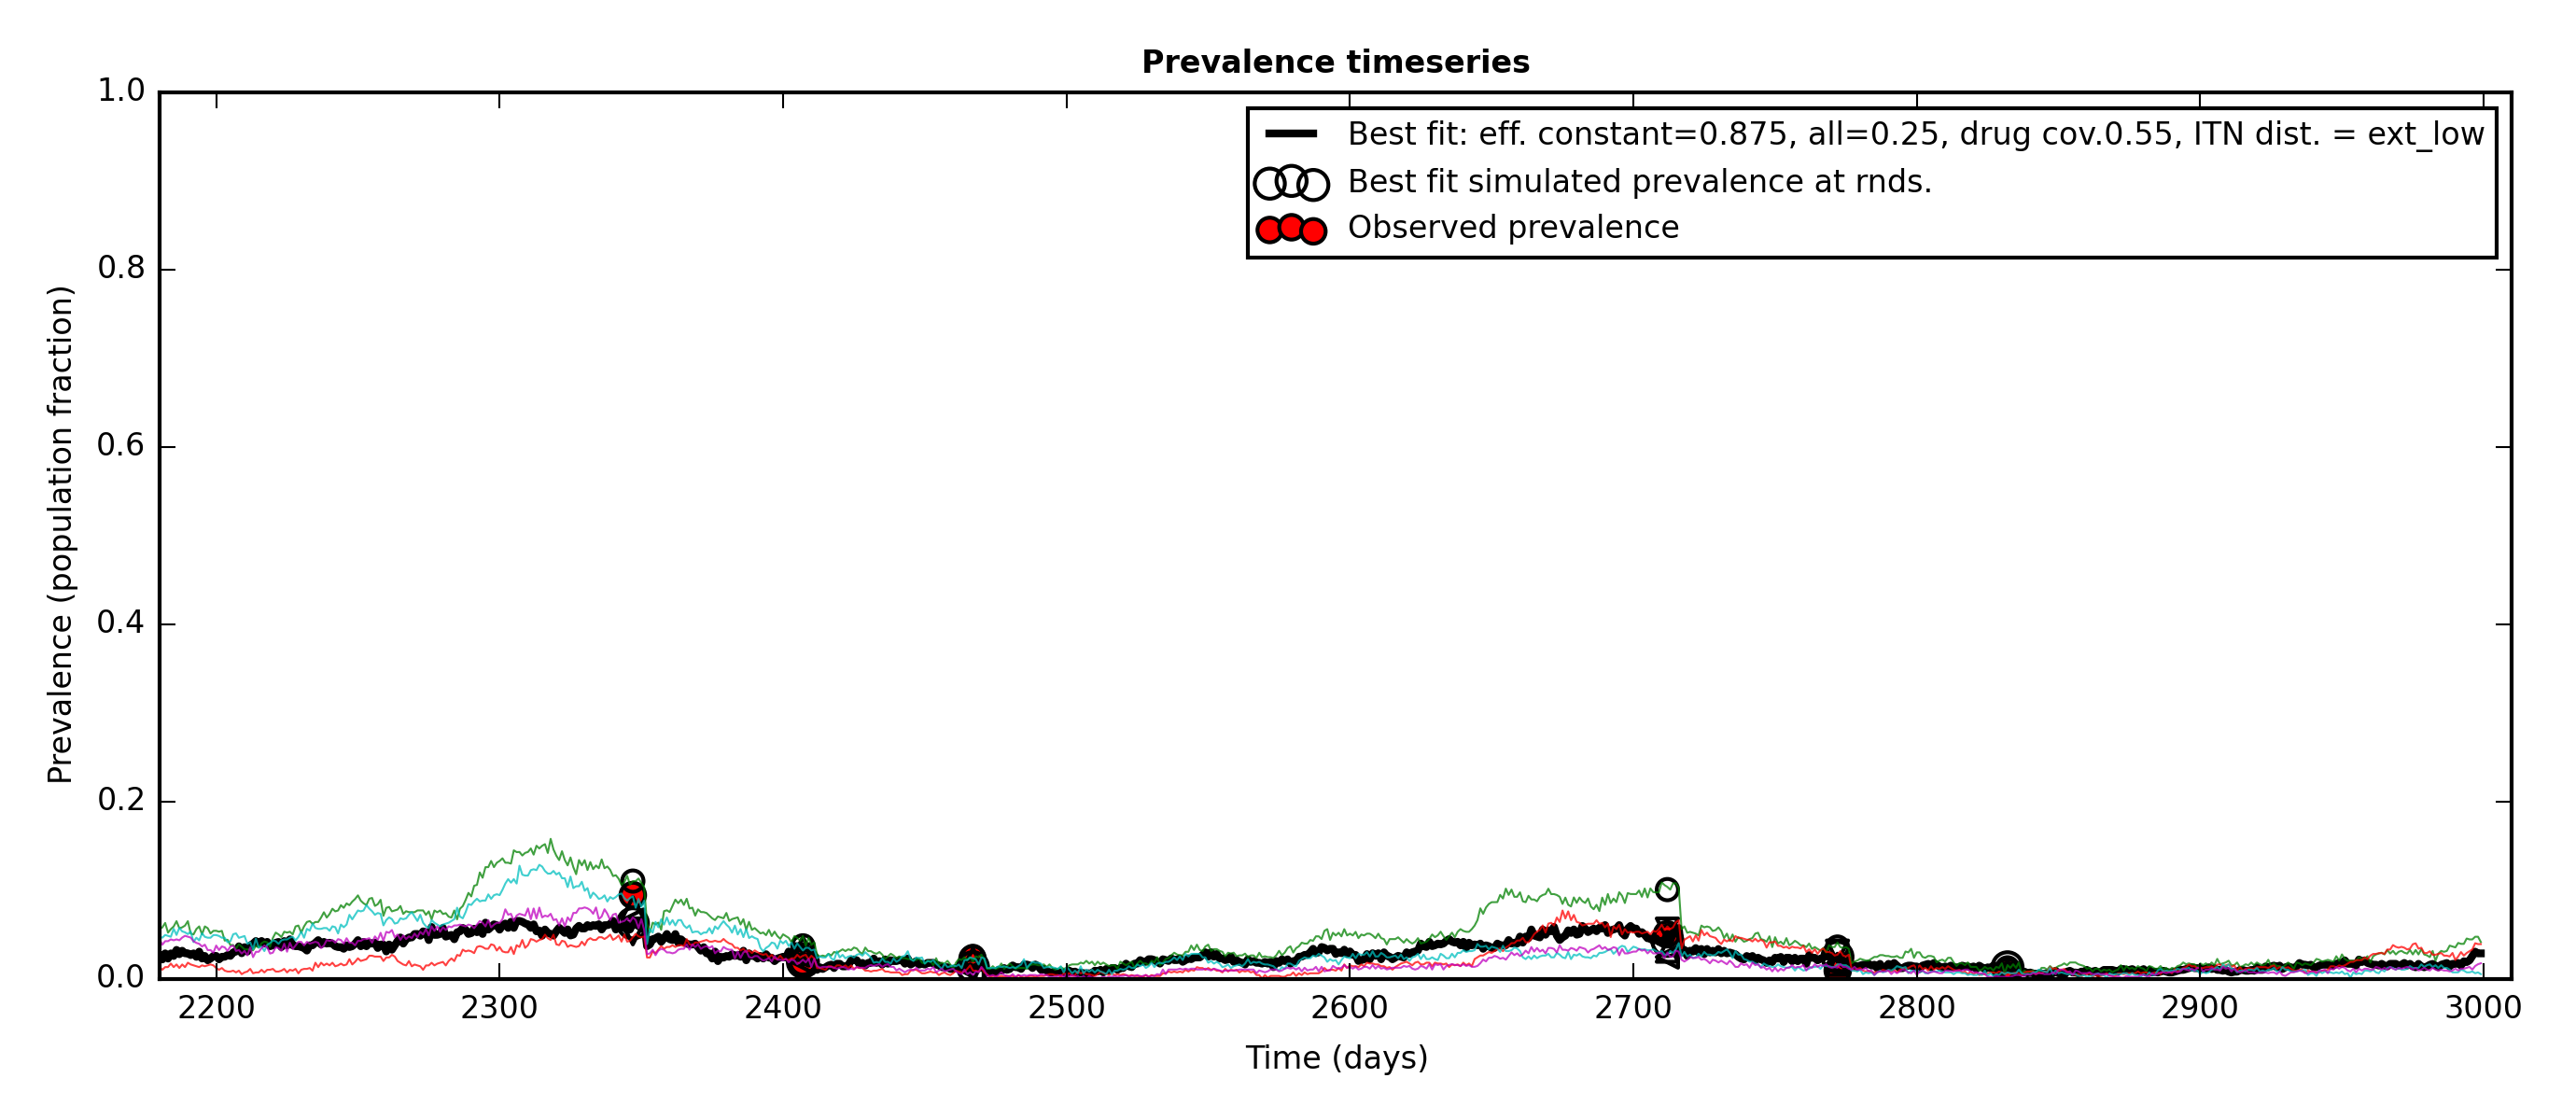 Prevalence timeseries
Best fit: eff. constant=0.875, all=0.25, drug cov.0.55, ITN dist. = ext_low
Best fit simulated prevalence at rnds.
Observed prevalence
Prevalence (population fraction)
1.0
0.8
0.6
0.4
0.2
0.0
2200 2300 2400 2500 2600 2700 2800 2900 3000
Time (days)